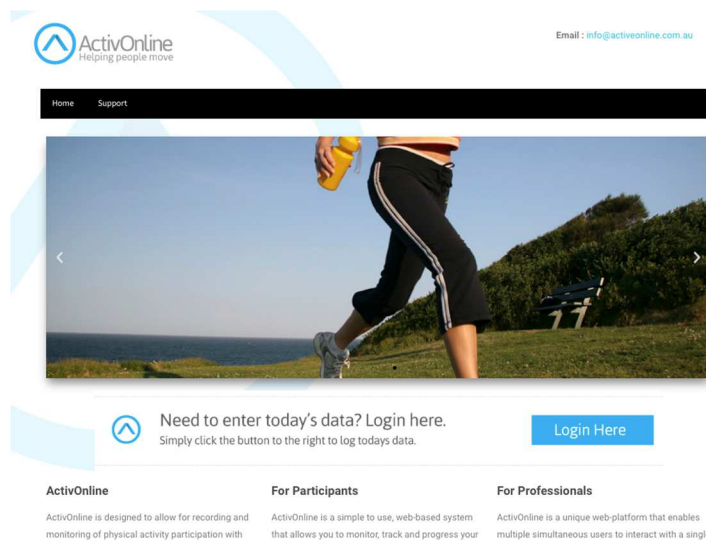 ActivOnline
Helping people move
Email : info@activeonline.com.au
Home Support
Need to enter today's data? Login here.
Simply click the button to the right to log todays data.
Login Here
ActivOnline
ActivOnline is designed to allow for recording and
monitoring of physical activity participation with
For Participants
ActivOnline is a simple to use, web-based system
that allows you to monitor, track and progress your
For Professionals
ActivOnline is a unique web-platform that enables
multiple simultaneous users to interact with a singl